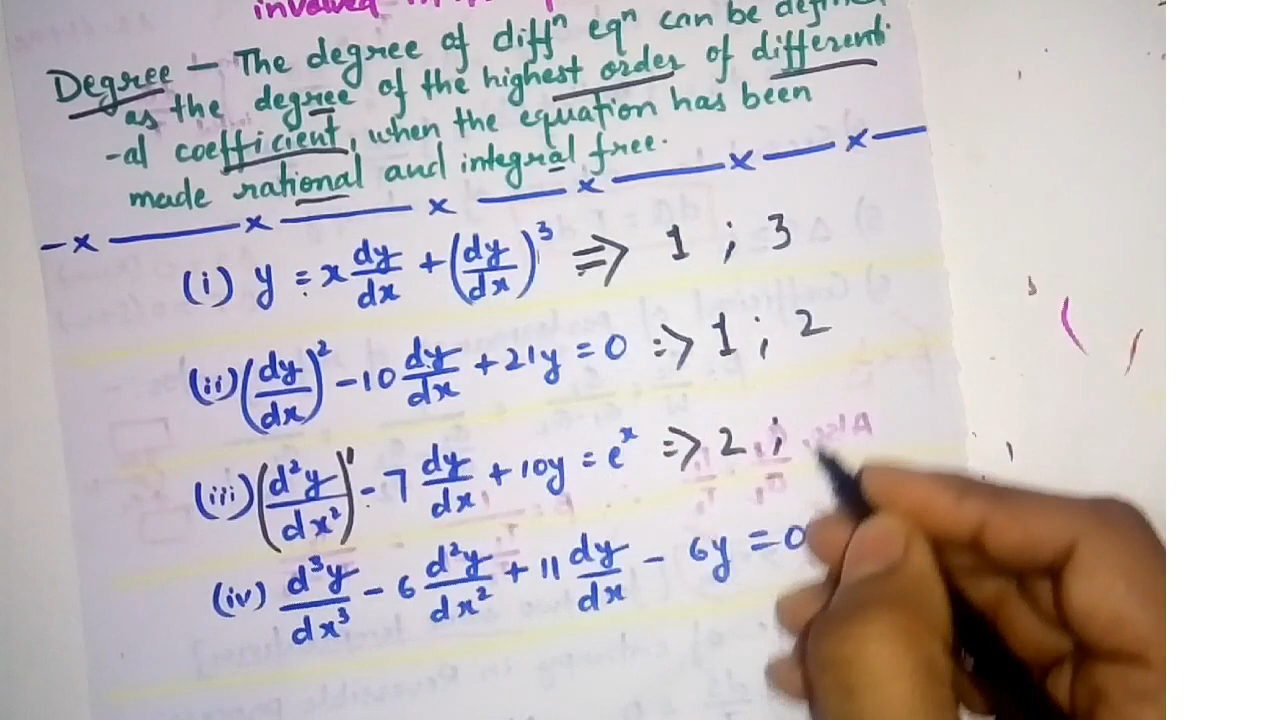 involved in
Degree – The degree of diffⁿ eqⁿ can be defined
as the degree of the highest order of differenti
-al coefficient, when the equation has been
made rational and integral free.
-x ——— x ——— x —— x —— x —— x —
(i) y = x dy/dx + (dy/dx)³ => 1 ; 3
(ii) (dy/dx)² - 10 dy/dx + 21y = 0 => 1 ; 2
(iii) (d²y/dx²)¹ - 7 dy/dx + 10y = eˣ => 2 ;
(iv) d³y/dx³ - 6 d²y/dx² + 11 dy/dx - 6y = 0